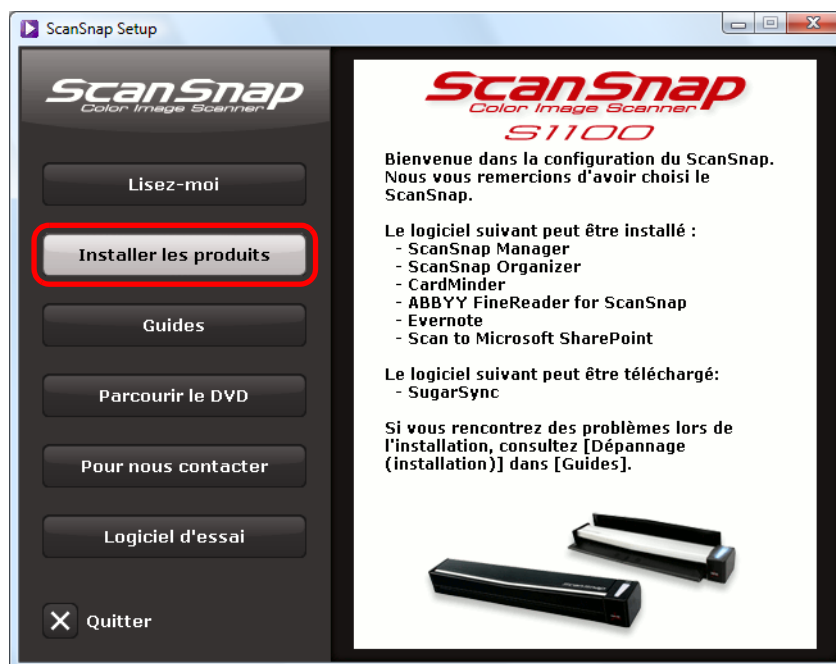 ScanSnap Setup
ScanSnap
Color Image Scanner
Lisez-moi
Installer les produits
Guides
Parcourir le DVD
Pour nous contacter
Logiciel d'essai
Quitter
ScanSnap
Color Image Scanner
S1100
Bienvenue dans la configuration du ScanSnap.
Nous vous remercions d'avoir choisi le
ScanSnap.
Le logiciel suivant peut être installé :
- ScanSnap Manager
- ScanSnap Organizer
- CardMinder
- ABBYY FineReader for ScanSnap
- Evernote
- Scan to Microsoft SharePoint
Le logiciel suivant peut être téléchargé:
- SugarSync
Si vous rencontrez des problèmes lors de
l'installation, consultez [Dépannage
(installation)] dans [Guides].
ScanSnap